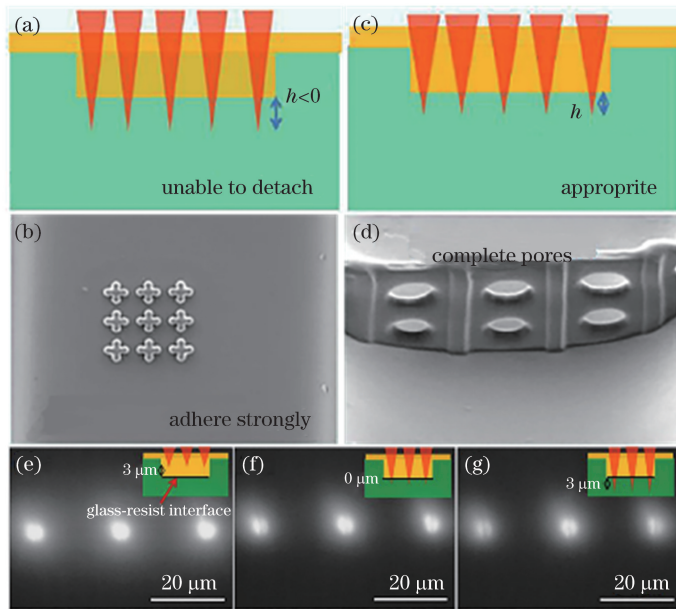 (a)
h<0
unable to detach
(c)
h
approprite
(b)
adhere strongly
(d)
complete pores
(e)
3 μm
glass-resist interface
20 μm
(f)
0 μm
20 μm
(g)
3 μm
20 μm